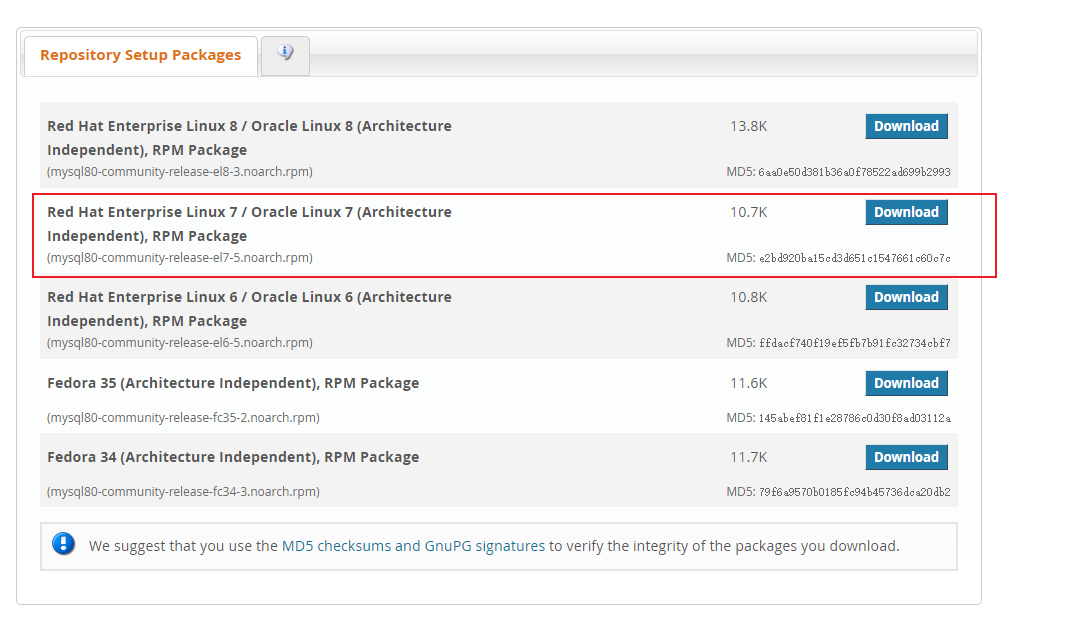 Repository Setup Packages
Red Hat Enterprise Linux 8 / Oracle Linux 8 (Architecture
Independent), RPM Package
13.8K
Download
(mysql80-community-release-el8-3.noarch.rpm)
MD5: 6aa0e50d381b36a0f78522ad699b2993
Red Hat Enterprise Linux 7 / Oracle Linux 7 (Architecture
Independent), RPM Package
10.7K
Download
(mysql80-community-release-el7-5.noarch.rpm)
MD5: e2bd920ba15cd3d651c1547661c60c7c
Red Hat Enterprise Linux 6 / Oracle Linux 6 (Architecture
Independent), RPM Package
10.8K
Download
(mysql80-community-release-el6-5.noarch.rpm)
MD5: ffdacf740f19ef5fb7b91fc32734cbf7
Fedora 35 (Architecture Independent), RPM Package
11.6K
Download
(mysql80-community-release-fc35-2.noarch.rpm)
MD5: 145abef81f1e28786c0d30f8ad03112a
Fedora 34 (Architecture Independent), RPM Package
11.7K
Download
(mysql80-community-release-fc34-3.noarch.rpm)
MD5: 79f6a9570b0185fc94b45736dca20db2
We suggest that you use the MD5 checksums and GnuPG signatures to verify the integrity of the packages you download.